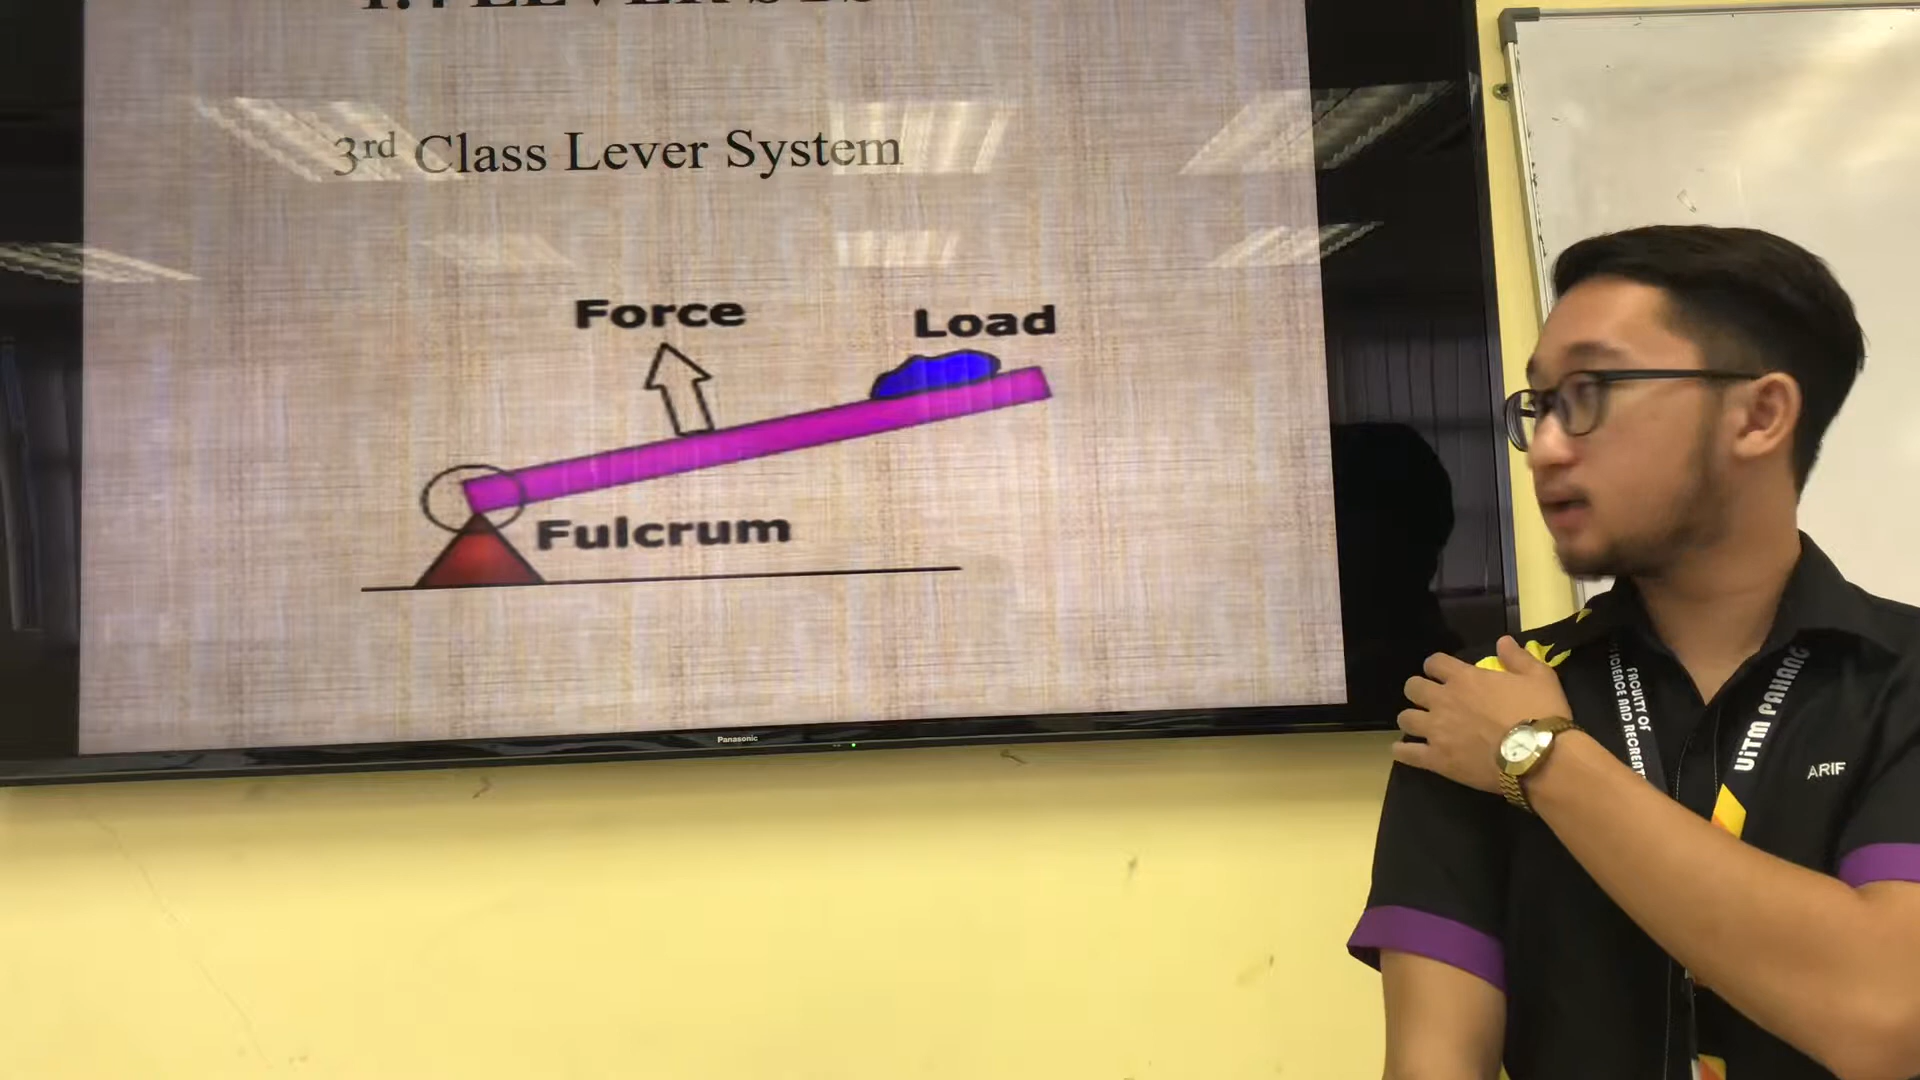 3rd Class Lever System
Force
Load
Fulcrum
Panasonic
FACULTY OF
SCIENCE AND RECREAT
UiTM PAHANG
ARIF